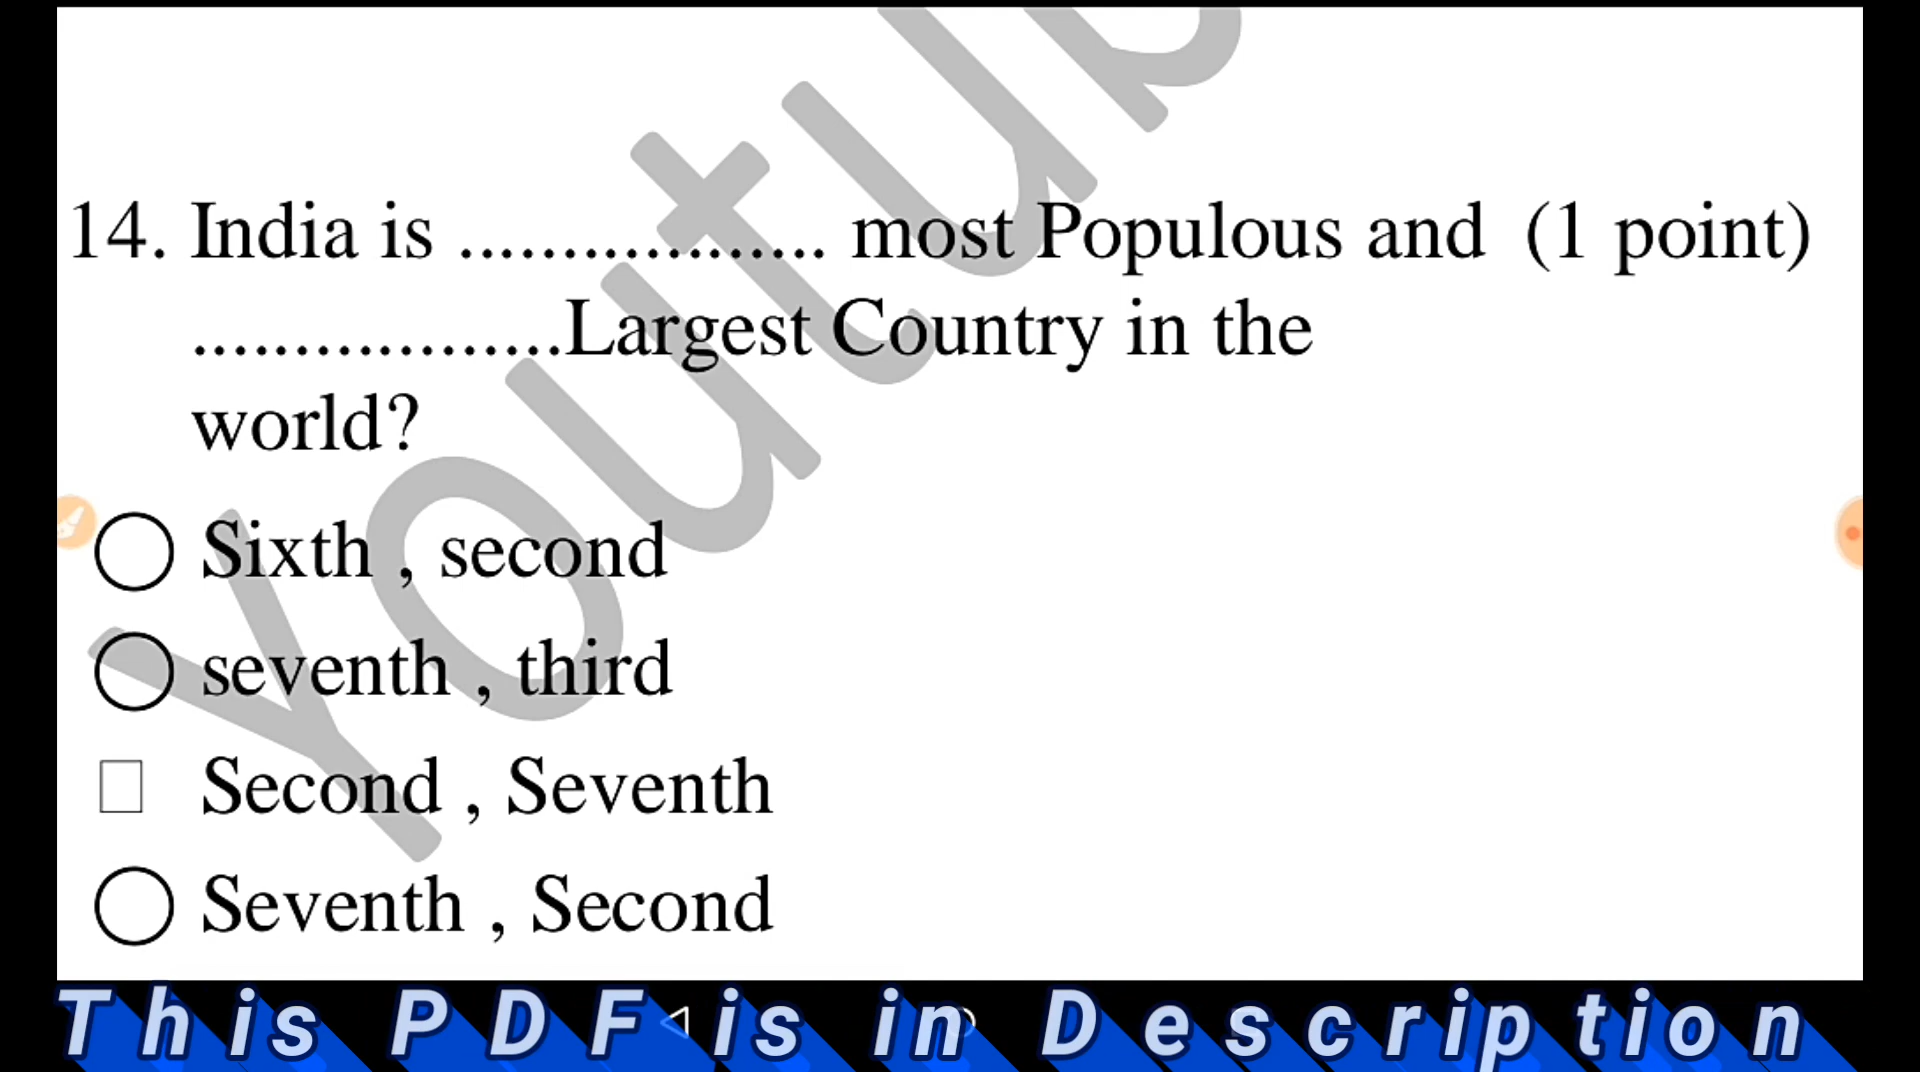 14. India is .................. most Populous and (1 point)
..................Largest Country in the
world?
Sixth , second
seventh , third
Second , Seventh
Seventh , Second
Youtub
This PDF is in Description